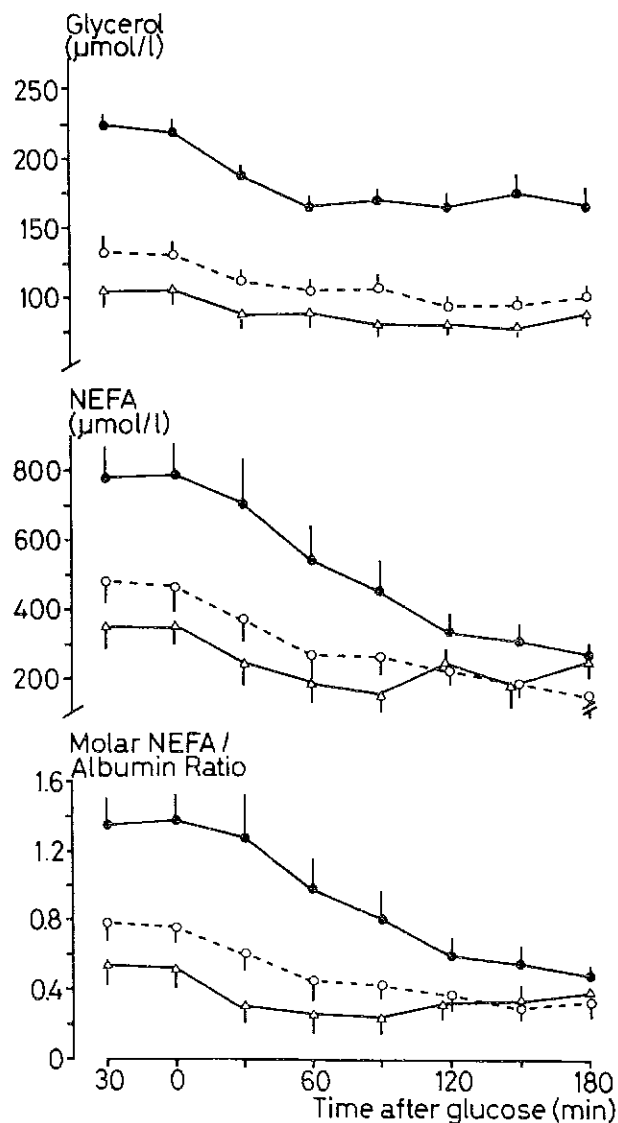 Glycerol
(µmol/l)
250
200
150
100
NEFA
(µmol/l)
800
600
400
200
Molar NEFA /
Albumin Ratio
1.6
1.2
0.8
0.4
0
30 0 60 120 180
Time after glucose (min)